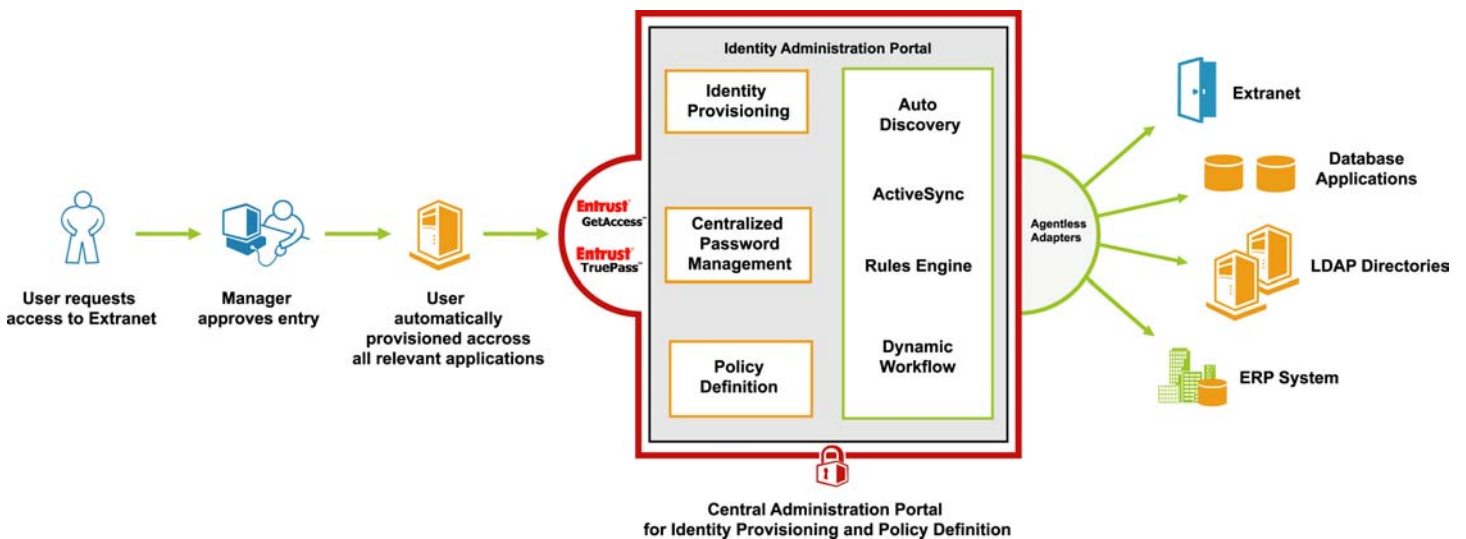 User requests
access to Extranet
Manager
approves entry
User
automatically
provisioned accross
all relevant applications
Entrust®
GetAccess™
Entrust®
TruePass™
Identity Administration Portal
Identity
Provisioning
Centralized
Password
Management
Policy
Definition
Auto
Discovery
ActiveSync
Rules Engine
Dynamic
Workflow
Agentless
Adapters
Extranet
Database
Applications
LDAP Directories
ERP System
Central Administration Portal
for Identity Provisioning and Policy Definition